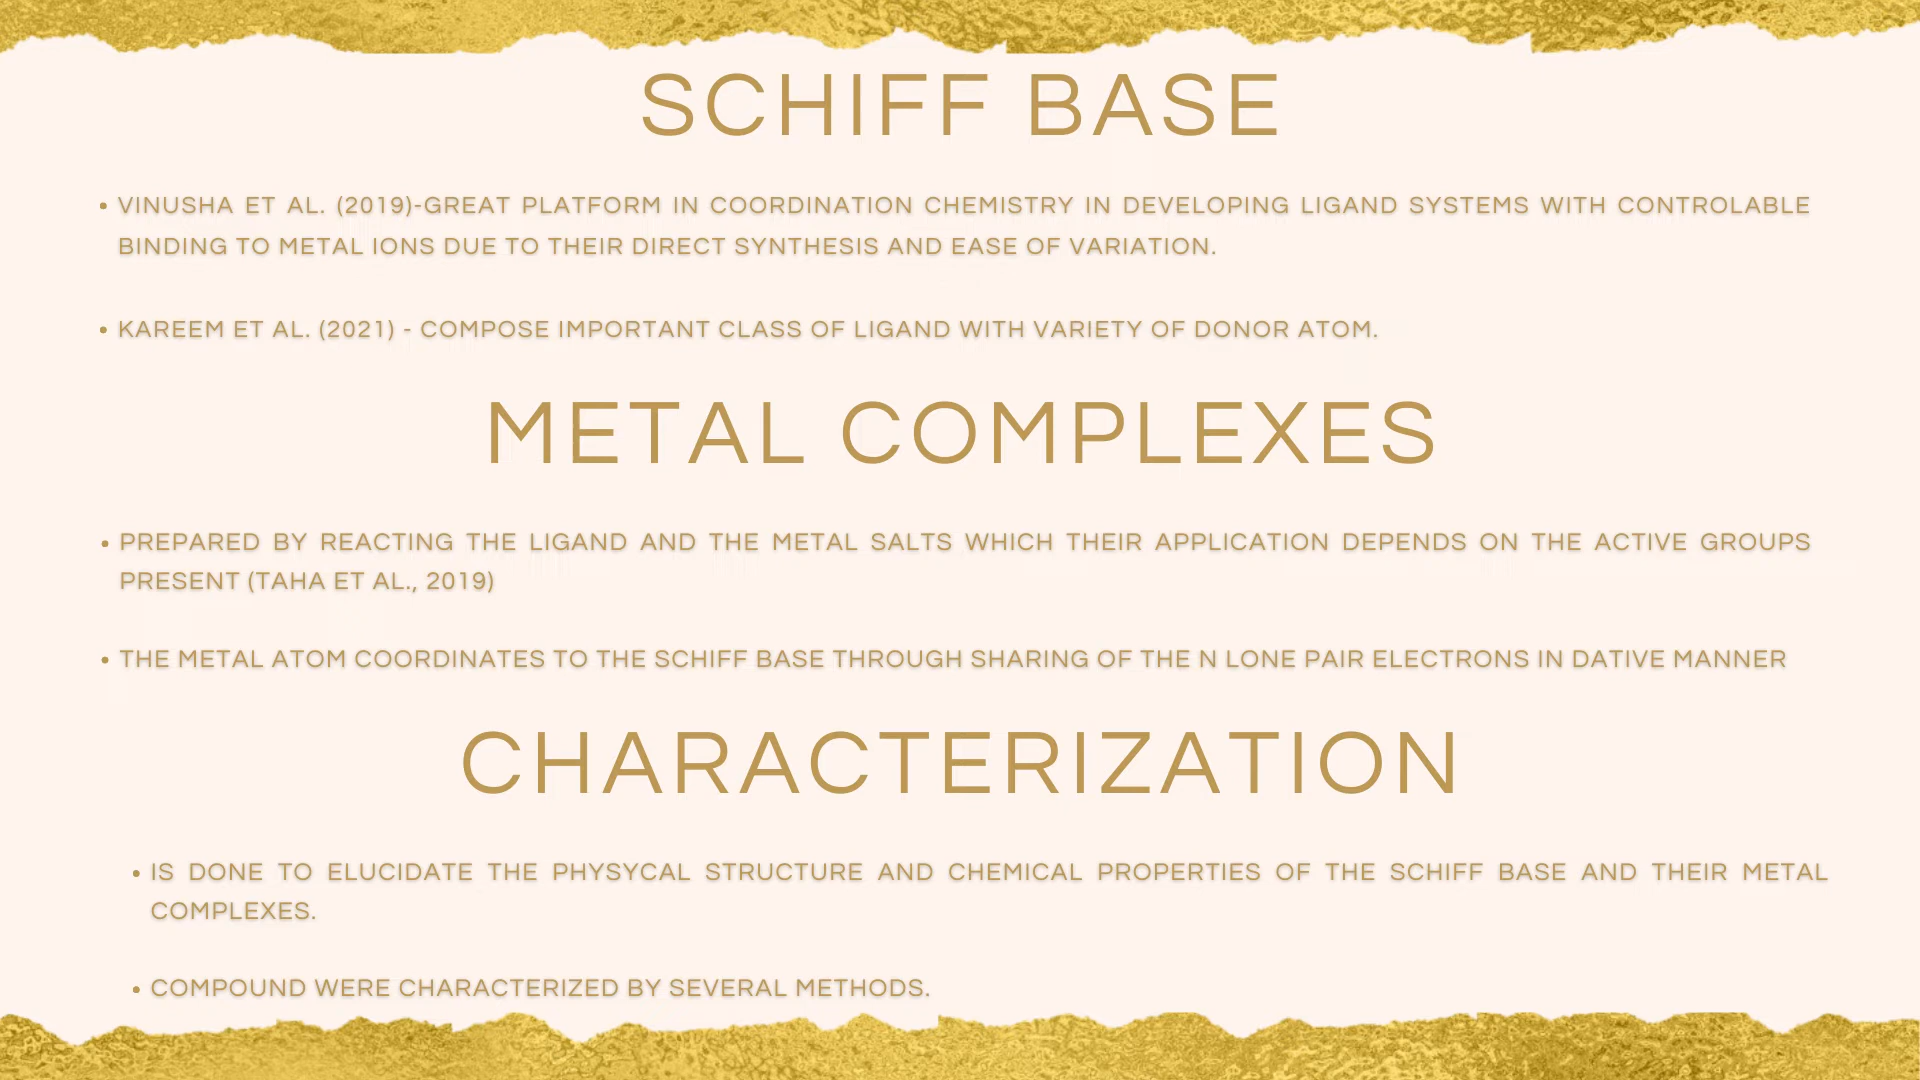 SCHIFF BASE
• VINUSHA ET AL. (2019)-GREAT PLATFORM IN COORDINATION CHEMISTRY IN DEVELOPING LIGAND SYSTEMS WITH CONTROLABLE
BINDING TO METAL IONS DUE TO THEIR DIRECT SYNTHESIS AND EASE OF VARIATION.
• KAREEM ET AL. (2021) - COMPOSE IMPORTANT CLASS OF LIGAND WITH VARIETY OF DONOR ATOM.
METAL COMPLEXES
• PREPARED BY REACTING THE LIGAND AND THE METAL SALTS WHICH THEIR APPLICATION DEPENDS ON THE ACTIVE GROUPS
PRESENT (TAHA ET AL., 2019)
• THE METAL ATOM COORDINATES TO THE SCHIFF BASE THROUGH SHARING OF THE N LONE PAIR ELECTRONS IN DATIVE MANNER
CHARACTERIZATION
• IS DONE TO ELUCIDATE THE PHYSYCAL STRUCTURE AND CHEMICAL PROPERTIES OF THE SCHIFF BASE AND THEIR METAL
COMPLEXES.
• COMPOUND WERE CHARACTERIZED BY SEVERAL METHODS.